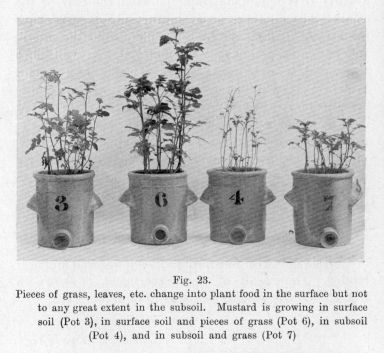 3 6 4 7
Fig. 23.
Pieces of grass, leaves, etc. change into plant food in the surface but not
to any great extent in the subsoil. Mustard is growing in surface
soil (Pot 3), in surface soil and pieces of grass (Pot 6), in subsoil
(Pot 4), and in subsoil and grass (Pot 7)